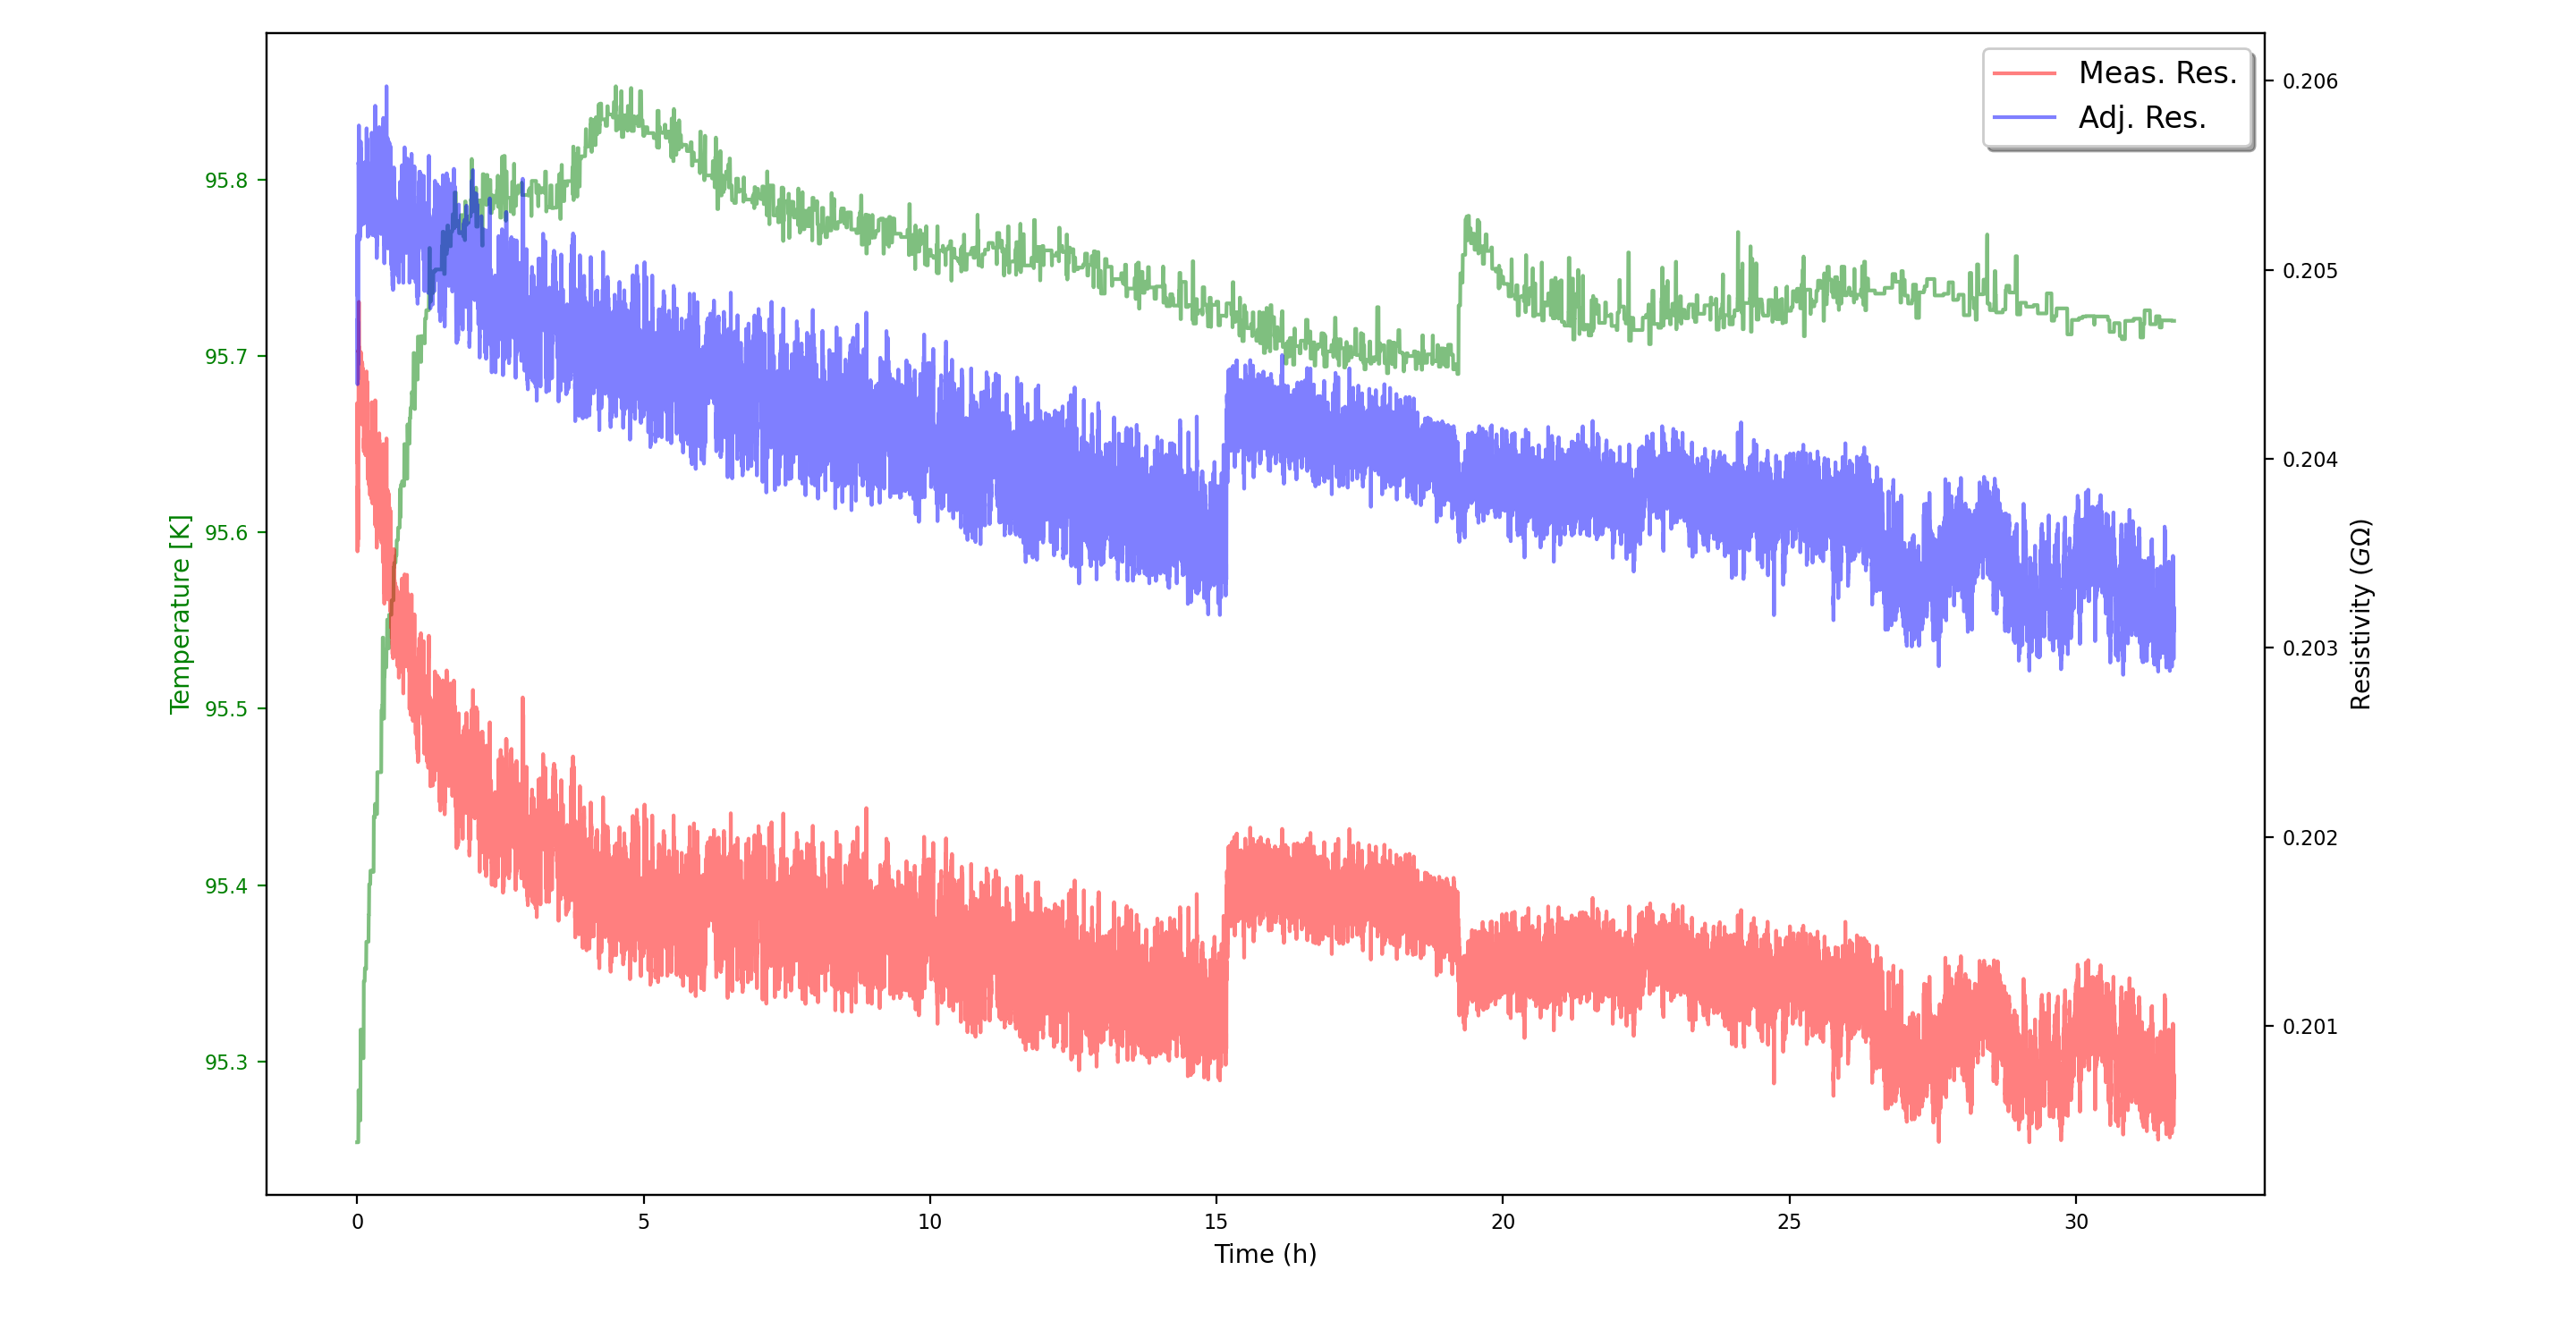 Meas. Res.
Adj. Res.
Temperature [K]
95.8
95.7
95.6
95.5
95.4
95.3
0.206
0.205
0.204
0.203
0.202
0.201
Resistivity (GΩ)
0 5 10 15 20 25 30
Time (h)